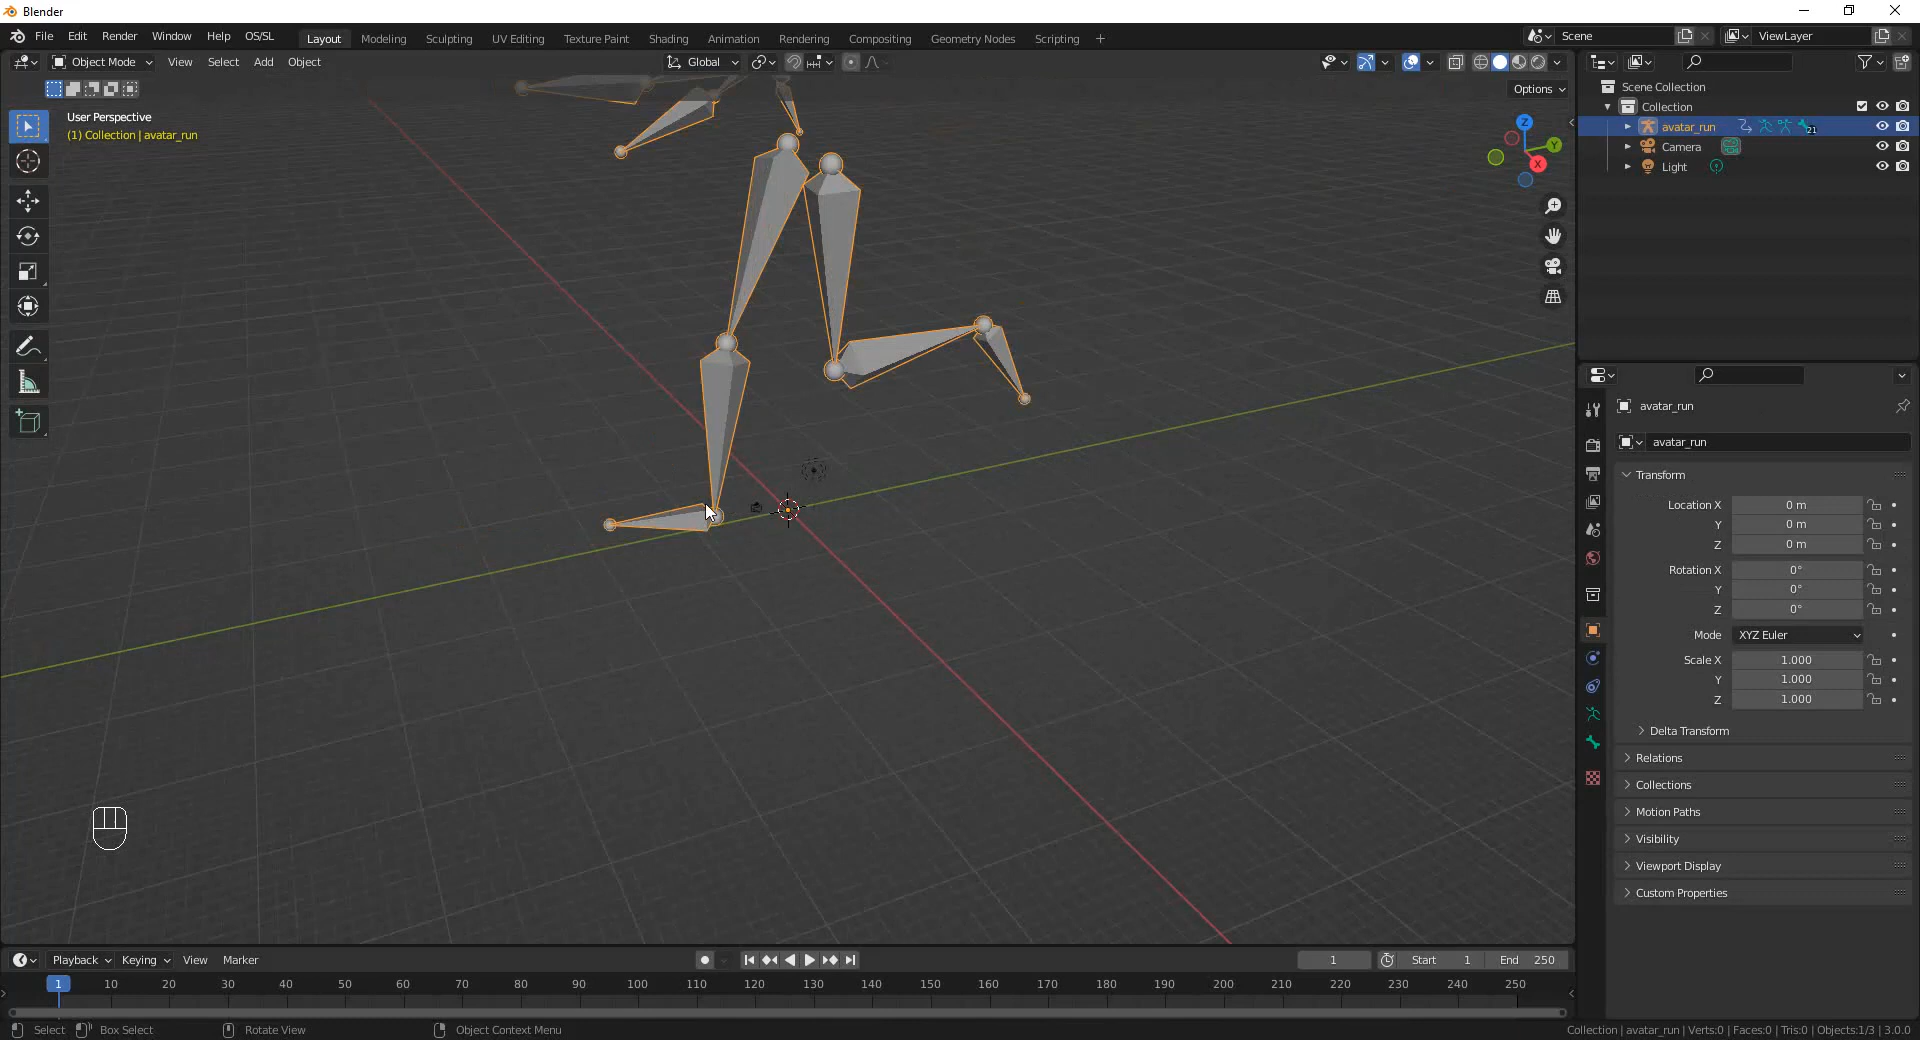 Blender
File Edit Render Window Help OS/SL Layout Modeling Sculpting UV Editing Texture Paint Shading Animation Rendering Compositing Geometry Nodes Scripting + Scene ViewLayer
Object Mode View Select Add Object Global
Options
User Perspective
(1) Collection | avatar_run
Z
Y
X
Scene Collection
Collection
avatar_run 21
Camera
Light
avatar_run
avatar_run
Transform
Location X 0 m
Y 0 m
Z 0 m
Rotation X 0°
Y 0°
Z 0°
Mode XYZ Euler
Scale X 1.000
Y 1.000
Z 1.000
Delta Transform
Relations
Collections
Motion Paths
Visibility
Viewport Display
Custom Properties
Playback Keying View Marker 1 Start 1 End 250
1 10 20 30 40 50 60 70 80 90 100 110 120 130 140 150 160 170 180 190 200 210 220 230 240 250
Select Box Select Rotate View Object Context Menu Collection | avatar_run | Verts:0 | Faces:0 | Tris:0 | Objects:1/3 | 3.0.0